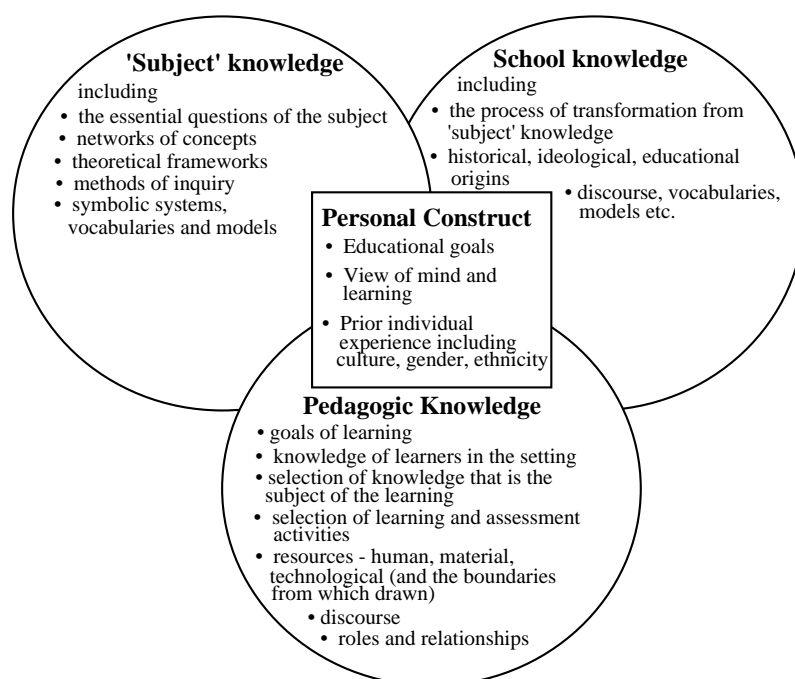 'Subject' knowledge
including
• the essential questions of the subject
• networks of concepts
• theoretical frameworks
• methods of inquiry
• symbolic systems,
vocabularies and models
School knowledge
including
• the process of transformation from
'subject' knowledge
• historical, ideological, educational
origins
• discourse, vocabularies,
models etc.
Personal Construct
• Educational goals
• View of mind and
learning
• Prior individual
experience including
culture, gender, ethnicity
Pedagogic Knowledge
• goals of learning
• knowledge of learners in the setting
• selection of knowledge that is the
subject of the learning
• selection of learning and assessment
activities
• resources - human, material,
technological (and the boundaries
from which drawn)
• discourse
• roles and relationships